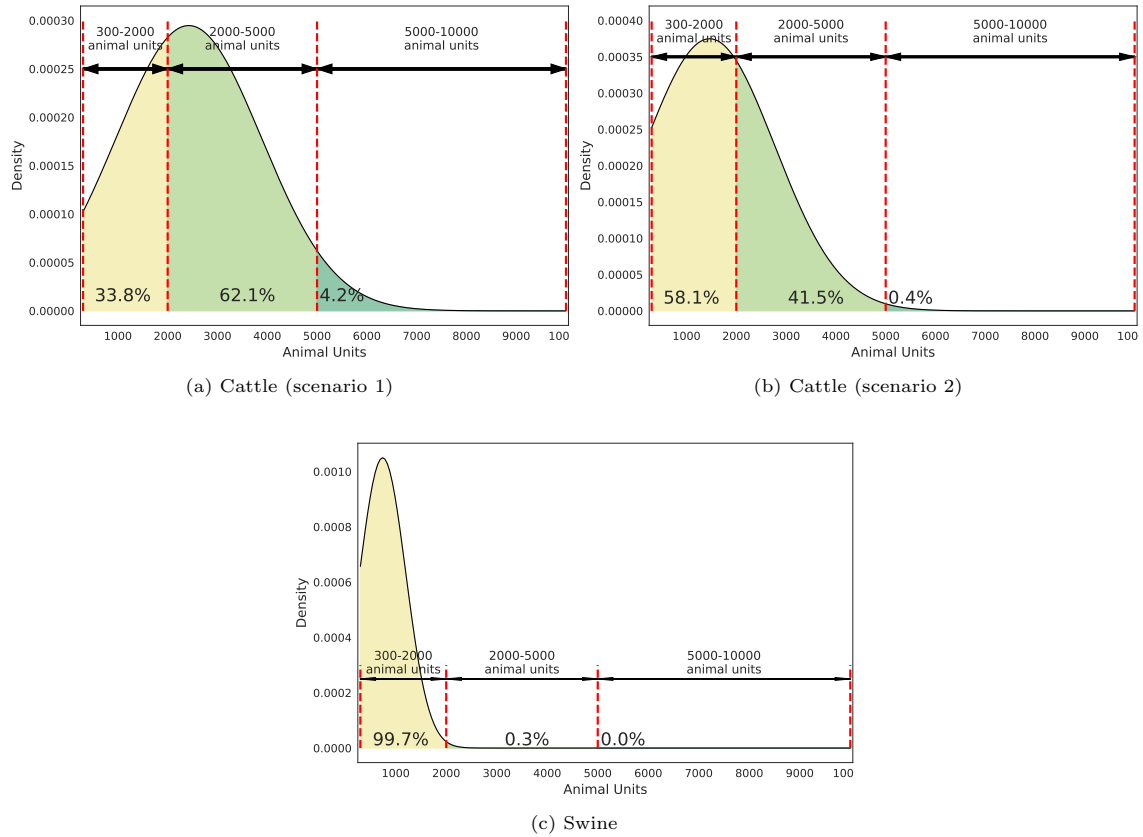 0.00030
0.00025
0.00020
0.00015
0.00010
0.00005
0.00000
Density
300-2000
animal units
2000-5000
animal units
5000-10000
animal units
33.8%
62.1%
4.2%
1000 2000 3000 4000 5000 6000 7000 8000 9000 100
Animal Units
(a) Cattle (scenario 1)
0.00040
0.00035
0.00030
0.00025
0.00020
0.00015
0.00010
0.00005
0.00000
Density
300-2000
animal units
2000-5000
animal units
5000-10000
animal units
58.1%
41.5%
0.4%
1000 2000 3000 4000 5000 6000 7000 8000 9000 100
Animal Units
(b) Cattle (scenario 2)
0.0010
0.0008
0.0006
0.0004
0.0002
0.0000
Density
300-2000
animal units
2000-5000
animal units
5000-10000
animal units
99.7%
0.3%
0.0%
1000 2000 3000 4000 5000 6000 7000 8000 9000 100
Animal Units
(c) Swine